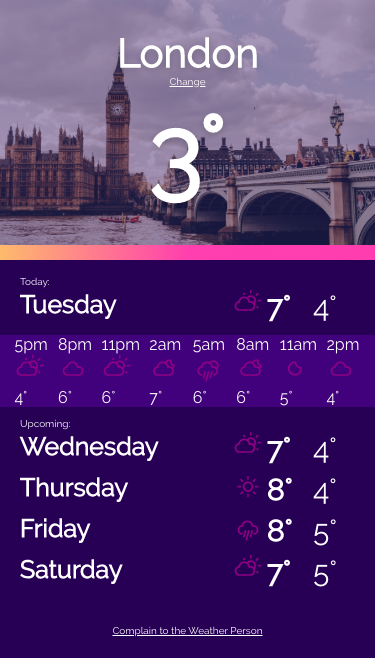 London
Change
3°
Today:
Tuesday 7° 4°
5pm 8pm 11pm 2am 5am 8am 11am 2pm
4° 6° 6° 7° 6° 6° 5° 4°
Upcoming:
Wednesday 7° 4°
Thursday 8° 4°
Friday 8° 5°
Saturday 7° 5°
Complain to the Weather Person